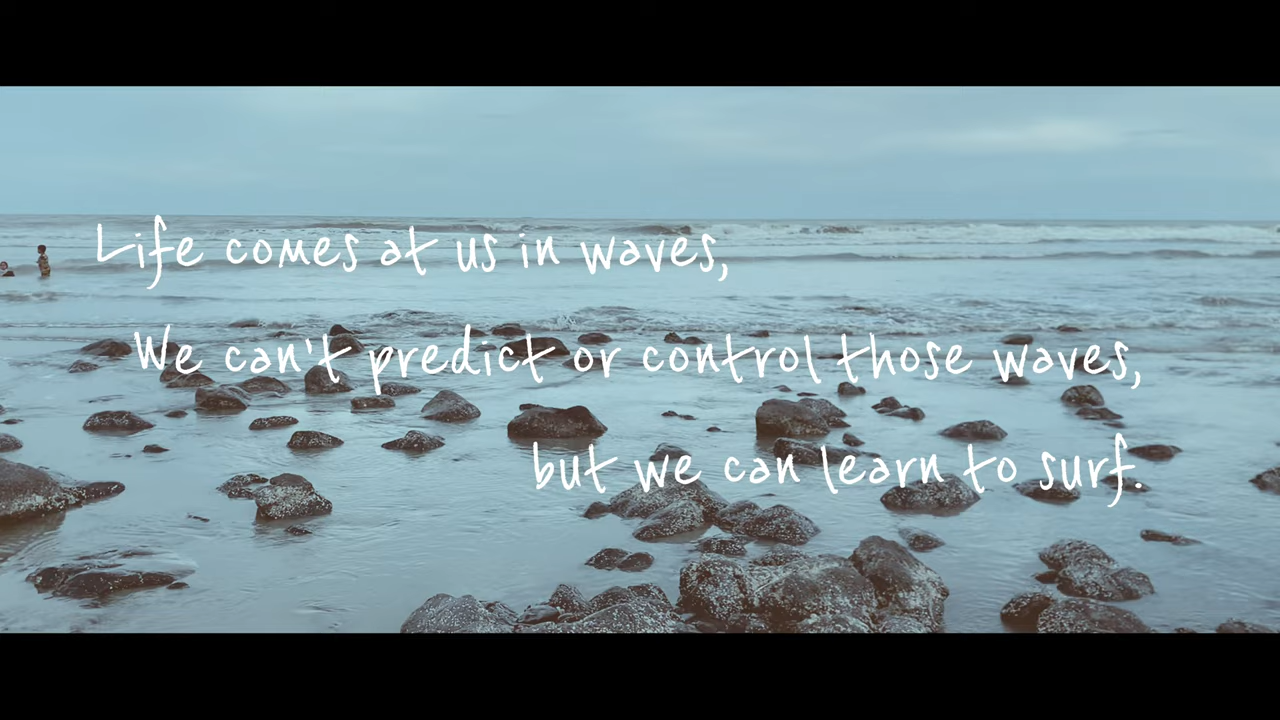 Life comes at us in waves,
We can't predict or control those waves,
but we can learn to surf.